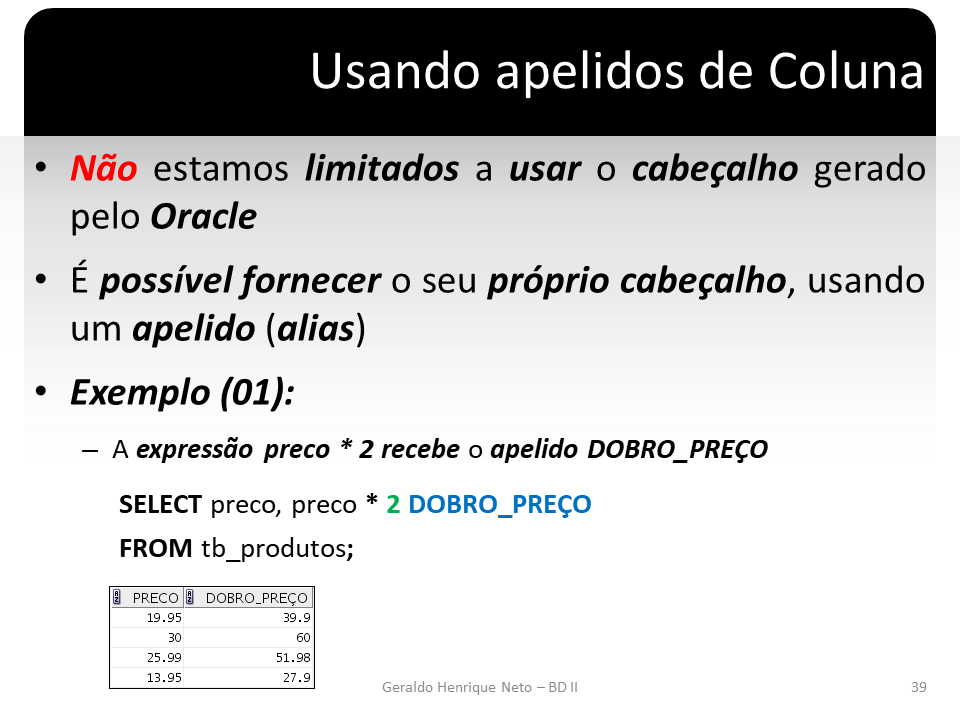 Usando apelidos de Coluna
• Não estamos limitados a usar o cabeçalho gerado
pelo Oracle
• É possível fornecer o seu próprio cabeçalho, usando
um apelido (alias)
• Exemplo (01):
– A expressão preco * 2 recebe o apelido DOBRO_PREÇO
SELECT preco, preco * 2 DOBRO_PREÇO
FROM tb_produtos;
PRECO DOBRO_PREÇO
19.95 39.9
30 60
25.99 51.98
13.95 27.9
Geraldo Henrique Neto – BD II 39